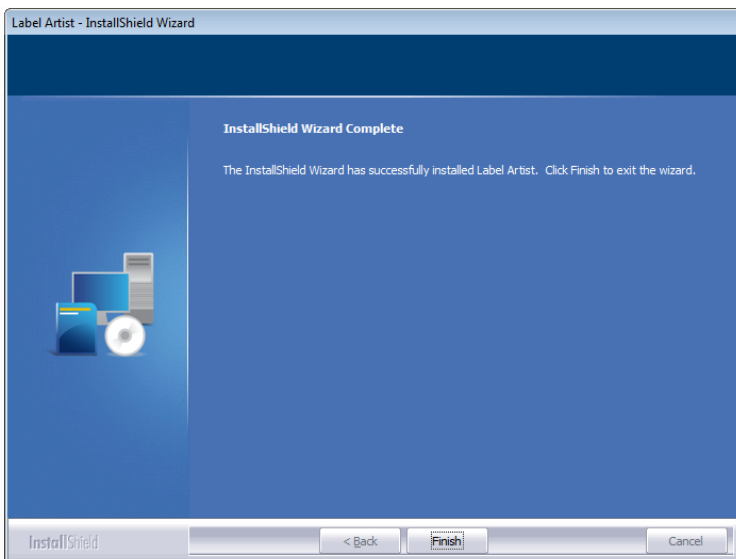 Label Artist - InstallShield Wizard
InstallShield Wizard Complete
The InstallShield Wizard has successfully installed Label Artist. Click Finish to exit the wizard.
InstallShield
< Back
Finish
Cancel